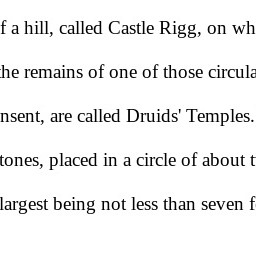 f a hill, called Castle Rigg, on wh
the remains of one of those circula
nsent, are called Druids' Temples.
tones, placed in a circle of about t
largest being not less than seven f